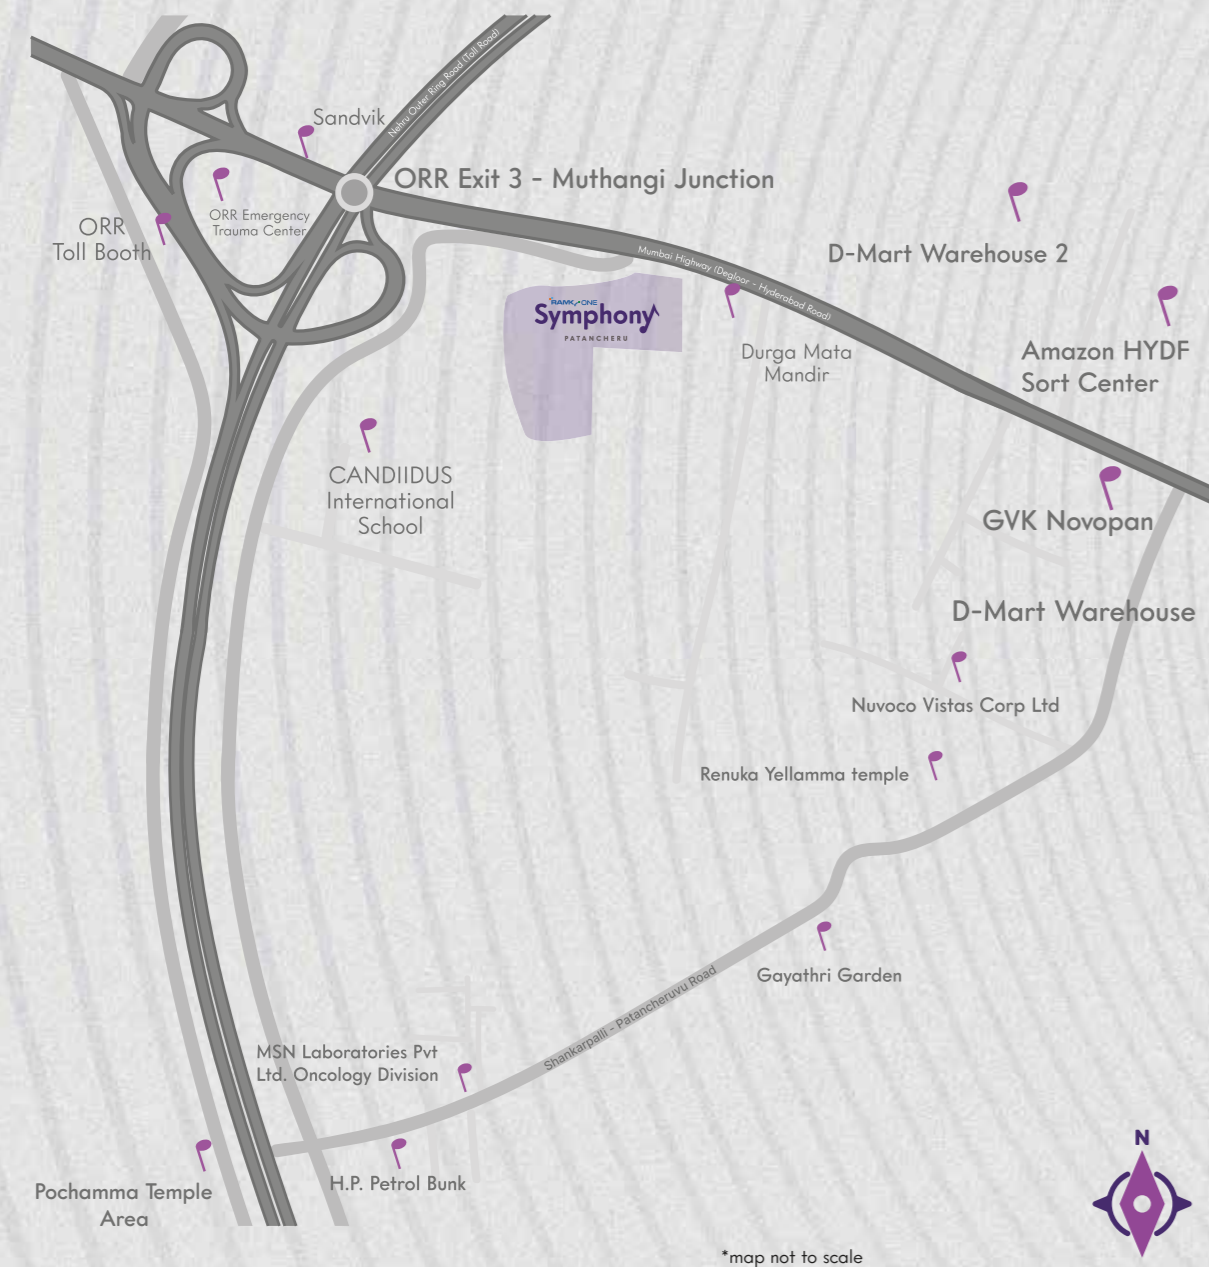 Nehru Outer Ring Road (Toll Road)
Sandvik
ORR Exit 3 - Muthangi Junction
ORR Emergency
Trauma Center
ORR
Toll Booth
D-Mart Warehouse 2
Mumbai Highway (Degloor - Hyderabad Road)
RAMKY ONE
Symphony
PATANCHERU
Durga Mata
Mandir
Amazon HYDF
Sort Center
CANDIIDUS
International
School
GVK Novopan
D-Mart Warehouse
Nuvoco Vistas Corp Ltd
Renuka Yellamma temple
Gayathri Garden
Shankarpalli - Patancheruvu Road
MSN Laboratories Pvt
Ltd. Oncology Division
H.P. Petrol Bunk
Pochamma Temple
Area
N
*map not to scale